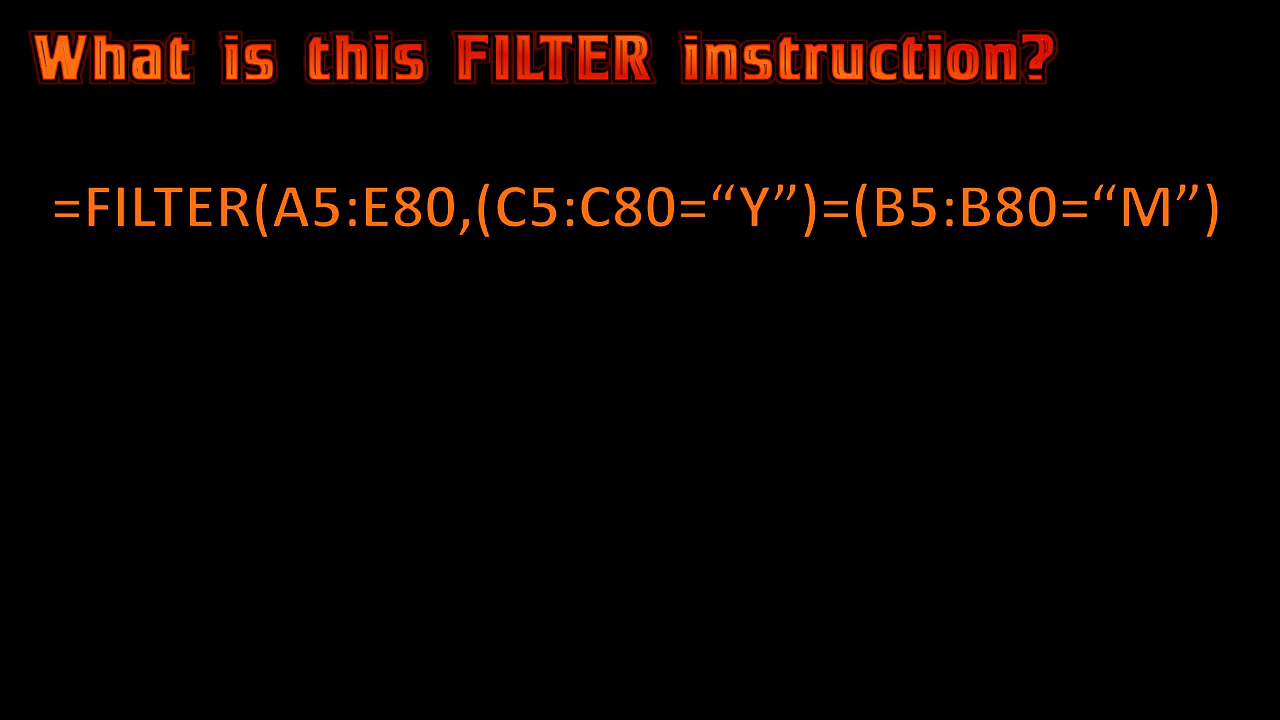 What is this FILTER instruction?
=FILTER(A5:E80,(C5:C80=“Y”)=(B5:B80=“M”)